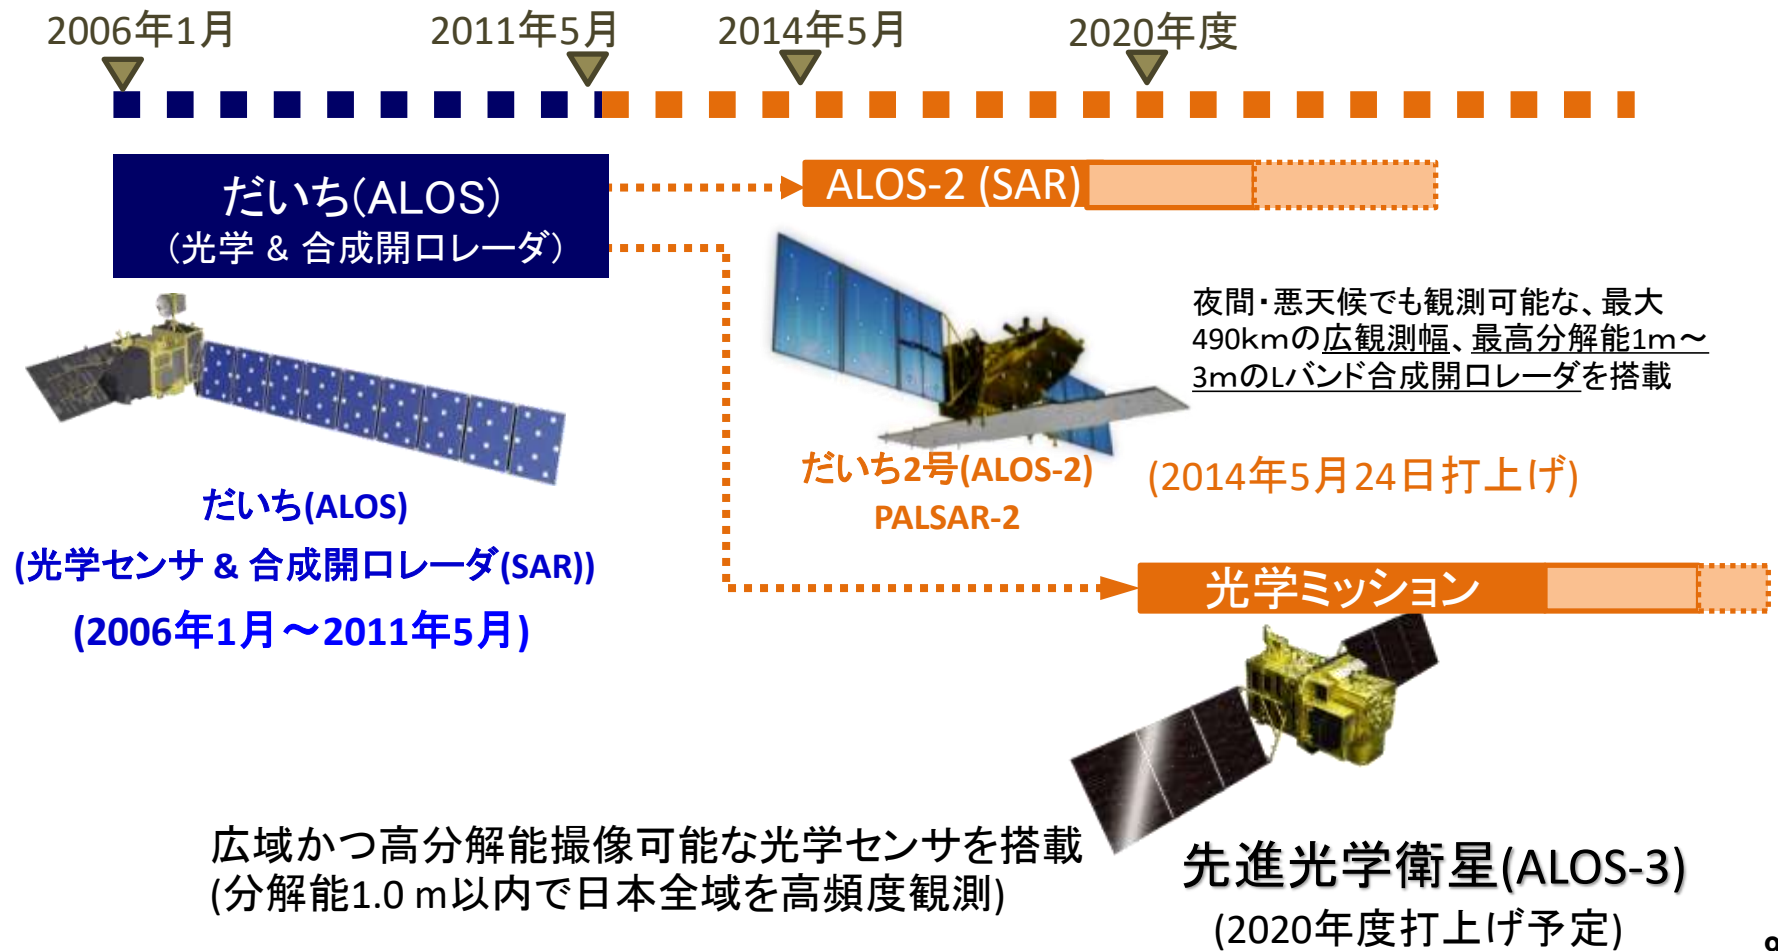 2006年1月
2011年5月
2014年5月
2020年度
だいち(ALOS)
(光学 & 合成開口レーダ)
ALOS-2 (SAR)
夜間・悪天候でも観測可能な、最大
490kmの広観測幅、最高分解能1m～
3mのLバンド合成開口レーダを搭載
だいち(ALOS)
(光学センサ & 合成開口レーダ(SAR))
(2006年1月～2011年5月)
だいち2号(ALOS-2)
PALSAR-2
(2014年5月24日打上げ)
光学ミッション
広域かつ高分解能撮像可能な光学センサを搭載
(分解能1.0 m以内で日本全域を高頻度観測)
先進光学衛星(ALOS-3)
(2020年度打上げ予定)